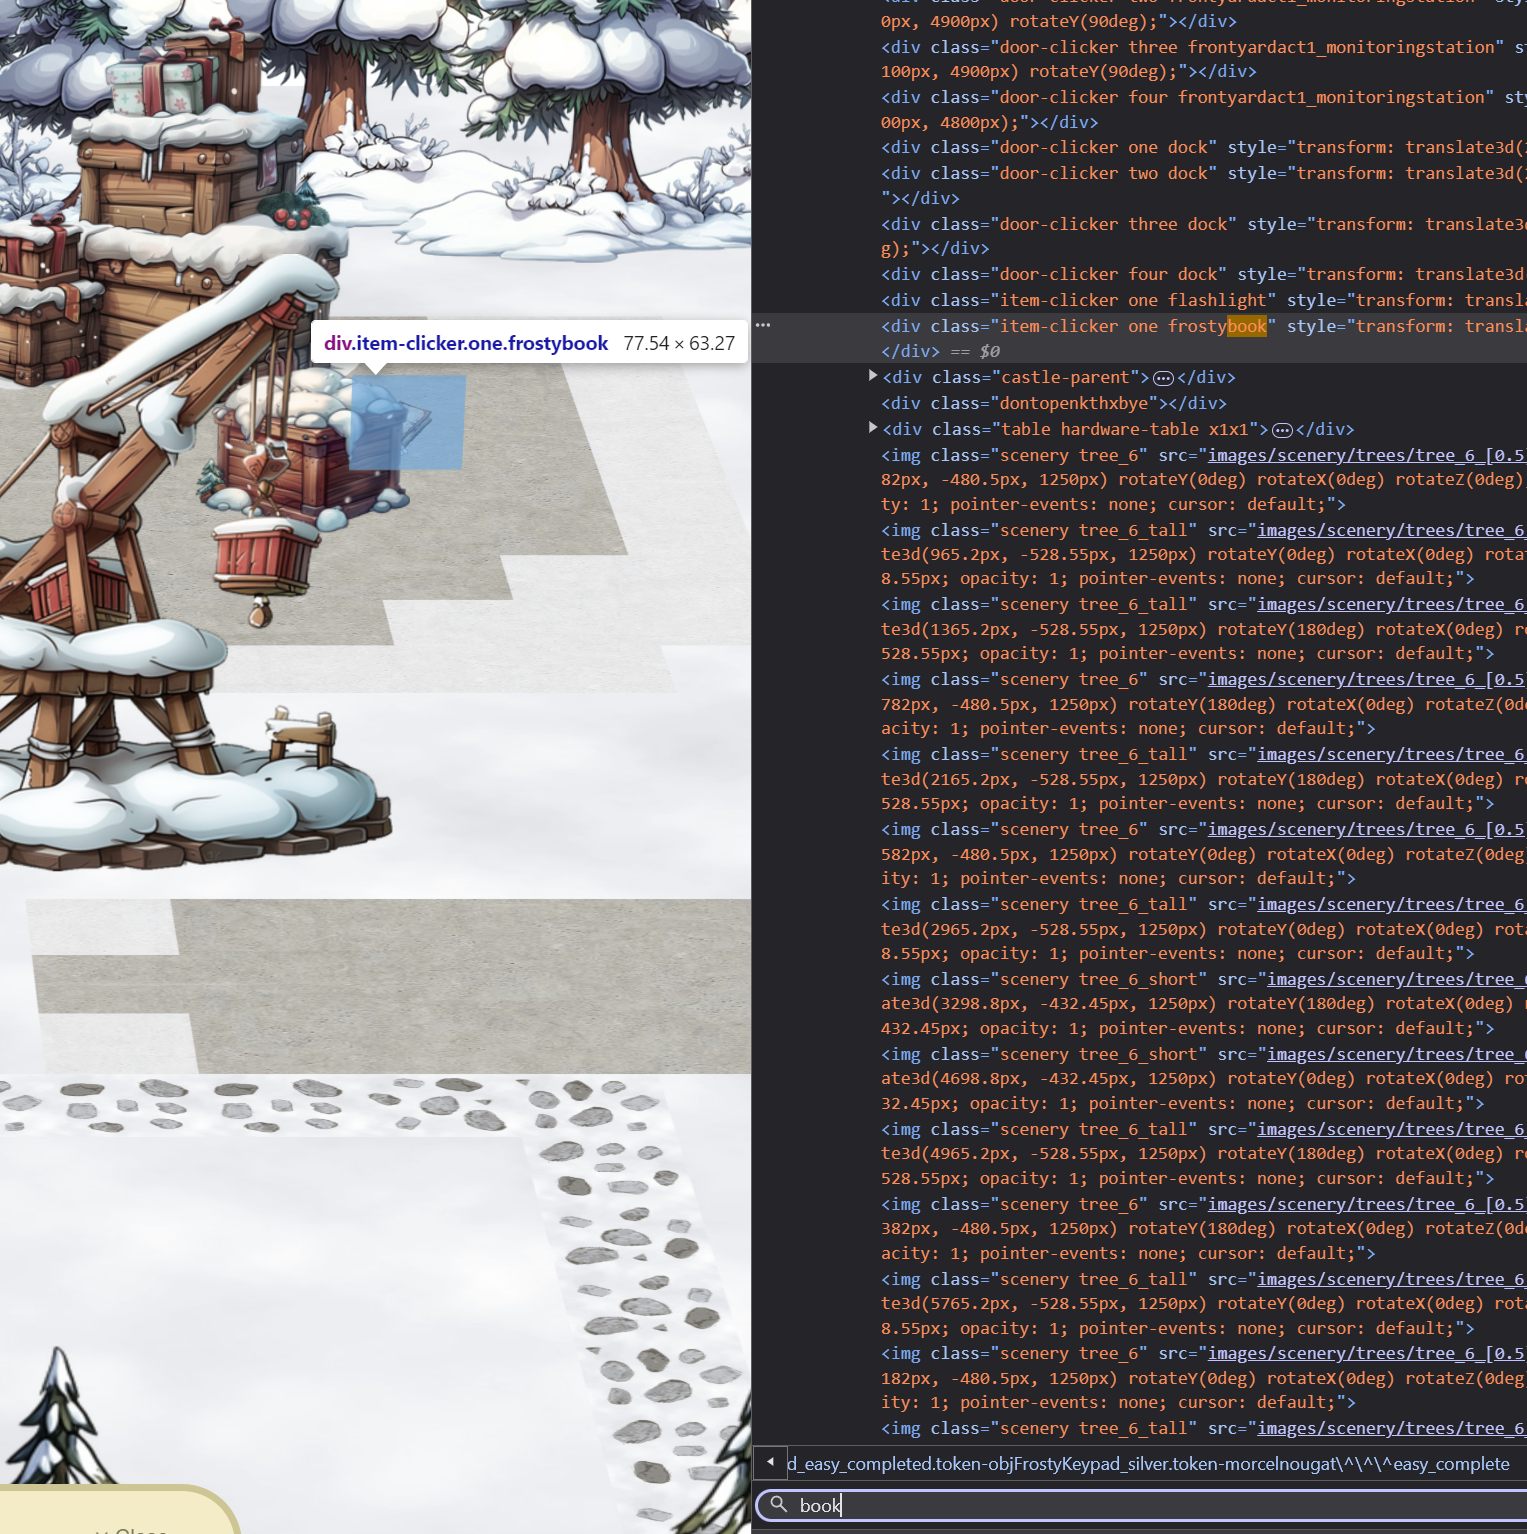 0px, 4900px) rotateY(90deg);"></div>
<div class="door-clicker three frontyardact1_monitoringstation" st
100px, 4900px) rotateY(90deg);"></div>
<div class="door-clicker four frontyardact1_monitoringstation" sty
00px, 4800px);"></div>
<div class="door-clicker one dock" style="transform: translate3d(
<div class="door-clicker two dock" style="transform: translate3d(
"></div>
<div class="door-clicker three dock" style="transform: translate3d
g);"></div>
<div class="door-clicker four dock" style="transform: translate3d
<div class="item-clicker one flashlight" style="transform: transla
<div class="item-clicker one frostybook" style="transform: transl
</div> == $0
div.item-clicker.one.frostybook 77.54 × 63.27
<div class="castle-parent">…</div>
<div class="dontopenkthxbye"></div>
<div class="table hardware-table x1x1">…</div>
<img class="scenery tree_6" src="images/scenery/trees/tree_6_[0.5]
82px, -480.5px, 1250px) rotateY(0deg) rotateX(0deg) rotateZ(0deg)
ty: 1; pointer-events: none; cursor: default;">
<img class="scenery tree_6_tall" src="images/scenery/trees/tree_6_
te3d(965.2px, -528.55px, 1250px) rotateY(0deg) rotateX(0deg) rota
8.55px; opacity: 1; pointer-events: none; cursor: default;">
<img class="scenery tree_6_tall" src="images/scenery/trees/tree_6_
te3d(1365.2px, -528.55px, 1250px) rotateY(180deg) rotateX(0deg) r
528.55px; opacity: 1; pointer-events: none; cursor: default;">
<img class="scenery tree_6" src="images/scenery/trees/tree_6_[0.5]
782px, -480.5px, 1250px) rotateY(180deg) rotateX(0deg) rotateZ(0d
acity: 1; pointer-events: none; cursor: default;">
<img class="scenery tree_6_tall" src="images/scenery/trees/tree_6_
te3d(2165.2px, -528.55px, 1250px) rotateY(180deg) rotateX(0deg) r
528.55px; opacity: 1; pointer-events: none; cursor: default;">
<img class="scenery tree_6" src="images/scenery/trees/tree_6_[0.5]
582px, -480.5px, 1250px) rotateY(0deg) rotateX(0deg) rotateZ(0deg
ity: 1; pointer-events: none; cursor: default;">
<img class="scenery tree_6_tall" src="images/scenery/trees/tree_6_
te3d(2965.2px, -528.55px, 1250px) rotateY(0deg) rotateX(0deg) rot
8.55px; opacity: 1; pointer-events: none; cursor: default;">
<img class="scenery tree_6_short" src="images/scenery/trees/tree_
ate3d(3298.8px, -432.45px, 1250px) rotateY(180deg) rotateX(0deg)
432.45px; opacity: 1; pointer-events: none; cursor: default;">
<img class="scenery tree_6_short" src="images/scenery/trees/tree_
ate3d(4698.8px, -432.45px, 1250px) rotateY(0deg) rotateX(0deg) ro
32.45px; opacity: 1; pointer-events: none; cursor: default;">
<img class="scenery tree_6_tall" src="images/scenery/trees/tree_6_
te3d(4965.2px, -528.55px, 1250px) rotateY(180deg) rotateX(0deg) r
528.55px; opacity: 1; pointer-events: none; cursor: default;">
<img class="scenery tree_6" src="images/scenery/trees/tree_6_[0.5]
382px, -480.5px, 1250px) rotateY(180deg) rotateX(0deg) rotateZ(0d
acity: 1; pointer-events: none; cursor: default;">
<img class="scenery tree_6_tall" src="images/scenery/trees/tree_6_
te3d(5765.2px, -528.55px, 1250px) rotateY(0deg) rotateX(0deg) rot
8.55px; opacity: 1; pointer-events: none; cursor: default;">
<img class="scenery tree_6" src="images/scenery/trees/tree_6_[0.5]
182px, -480.5px, 1250px) rotateY(0deg) rotateX(0deg) rotateZ(0deg
ity: 1; pointer-events: none; cursor: default;">
<img class="scenery tree_6_tall" src="images/scenery/trees/tree_6_
d_easy_completed.token-objFrostyKeypad_silver.token-morcelnougat\^\^\^easy_complete
book